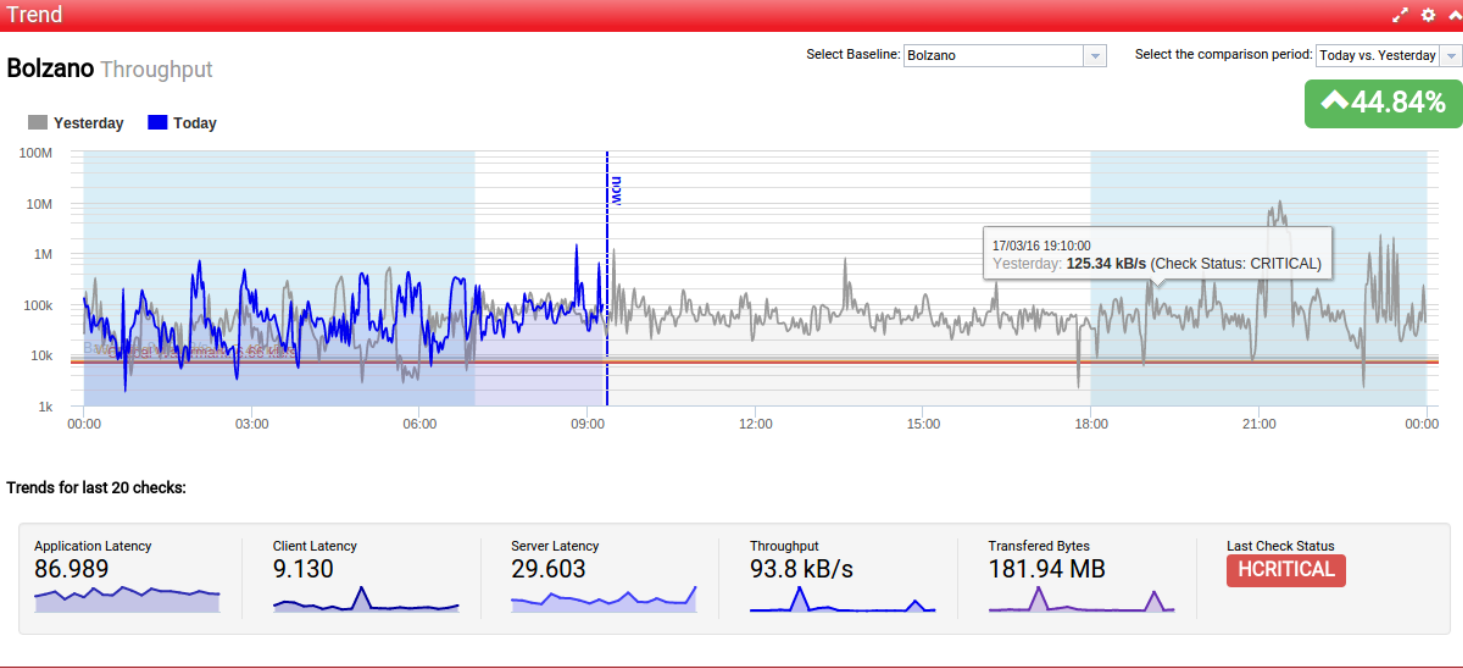 Trend
Select Baseline: Bolzano
Select the comparison period: Today vs. Yesterday
Bolzano Throughput
44.84%
Yesterday Today
100M
now
10M
17/03/16 19:10:00
1M
Yesterday: 125.34 kB/s (Check Status: CRITICAL)
100k
10k
1k
00:00 03:00 06:00 09:00 12:00 15:00 18:00 21:00 00:00
Trends for last 20 checks:
Application Latency
86.989
Client Latency
9.130
Server Latency
29.603
Throughput
93.8 kB/s
Transfered Bytes
181.94 MB
Last Check Status
HCRITICAL